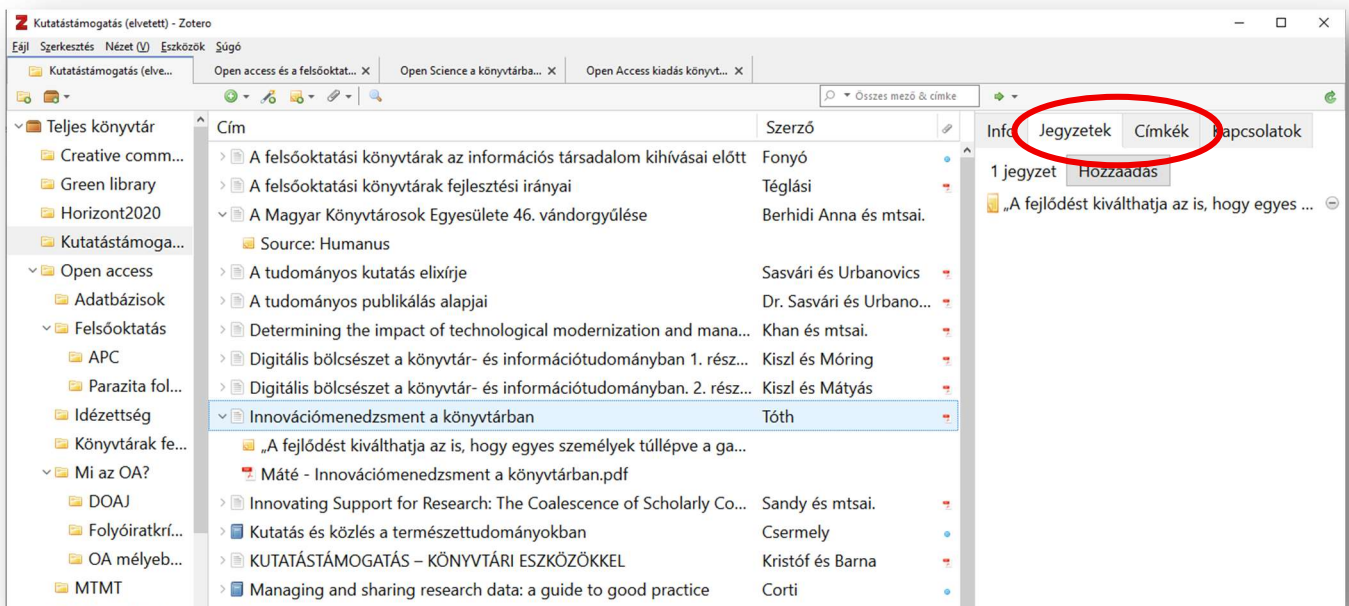 Kutatástámogatás (elvetett) - Zotero
Fájl Szerkesztés Nézet (V) Eszközök Súgó
Kutatástámogatás (elve... Open access és a felsőoktat... Open Science a könyvtárba... Open Access kiadás könyvt...
Összes mező & címke
Teljes könyvtár
Creative comm...
Green library
Horizont2020
Kutatástámoga...
Open access
Adatbázisok
Felsőoktatás
APC
Parazita fol...
Idézettség
Könyvtárak fe...
Mi az OA?
DOAJ
Folyóiratkrí...
OA mélyeb...
MTMT
Cím Szerző
A felsőoktatási könyvtárak az információs társadalom kihívásai előtt Fonyó
A felsőoktatási könyvtárak fejlesztési irányai Téglási
A Magyar Könyvtárosok Egyesülete 46. vándorgyűlése Berhidi Anna és mtsai.
Source: Humanus
A tudományos kutatás elixírje Sasvári és Urbanovics
A tudományos publikálás alapjai Dr. Sasvári és Urbano...
Determining the impact of technological modernization and mana... Khan és mtsai.
Digitális bölcsészet a könyvtár- és információtudományban 1. rész... Kiszl és Móring
Digitális bölcsészet a könyvtár- és információtudományban. 2. rész... Kiszl és Mátyás
Innovációmenedzsment a könyvtárban Tóth
„A fejlődést kiválthatja az is, hogy egyes személyek túllépve a ga...
Máté - Innovációmenedzsment a könyvtárban.pdf
Innovating Support for Research: The Coalescence of Scholarly Co... Sandy és mtsai.
Kutatás és közlés a természettudományokban Csermely
KUTATÁSTÁMOGATÁS – KÖNYVTÁRI ESZKÖZÖKKEL Kristóf és Barna
Managing and sharing research data: a guide to good practice Corti
Info Jegyzetek Címkék Kapcsolatok
1 jegyzet Hozzáadás
„A fejlődést kiválthatja az is, hogy egyes ...